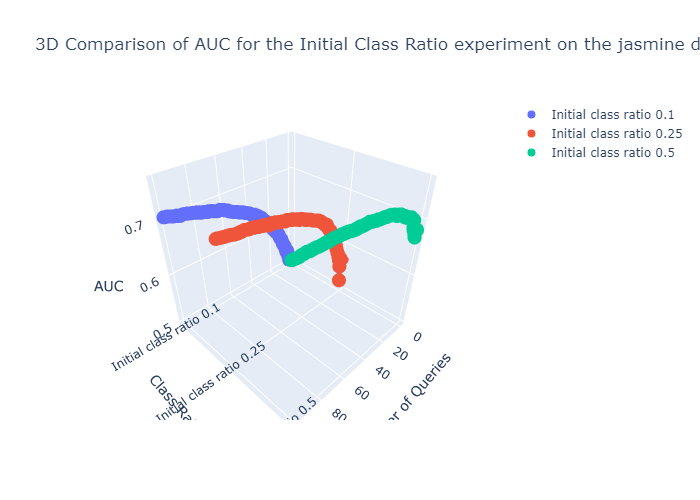 3D Comparison of AUC for the Initial Class Ratio experiment on the jasmine d
Initial class ratio 0.1
Initial class ratio 0.25
Initial class ratio 0.5
0.7
AUC
0.6
0.5
Initial class ratio 0.1
Initial class ratio 0.25
0.5
Class
0
20
40
60
80
of Queries